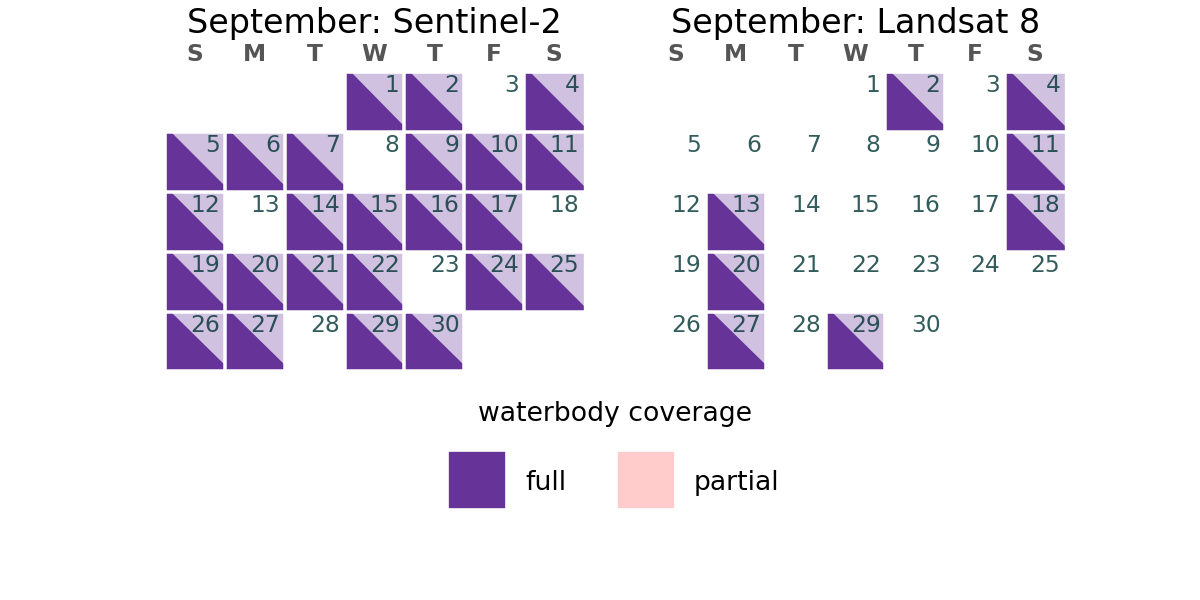 September: Sentinel-2
S M T W T F S
1 2 3 4
5 6 7 8 9 10 11
12 13 14 15 16 17 18
19 20 21 22 23 24 25
26 27 28 29 30
September: Landsat 8
S M T W T F S
1 2 3 4
5 6 7 8 9 10 11
12 13 14 15 16 17 18
19 20 21 22 23 24 25
26 27 28 29 30
waterbody coverage
full partial